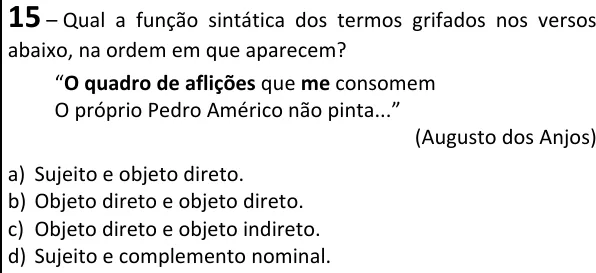 15 – Qual a função sintática dos termos grifados nos versos
abaixo, na ordem em que aparecem?
"O quadro de aflições que me consomem
O próprio Pedro Américo não pinta..."
(Augusto dos Anjos)
a) Sujeito e objeto direto.
b) Objeto direto e objeto direto.
c) Objeto direto e objeto indireto.
d) Sujeito e complemento nominal.